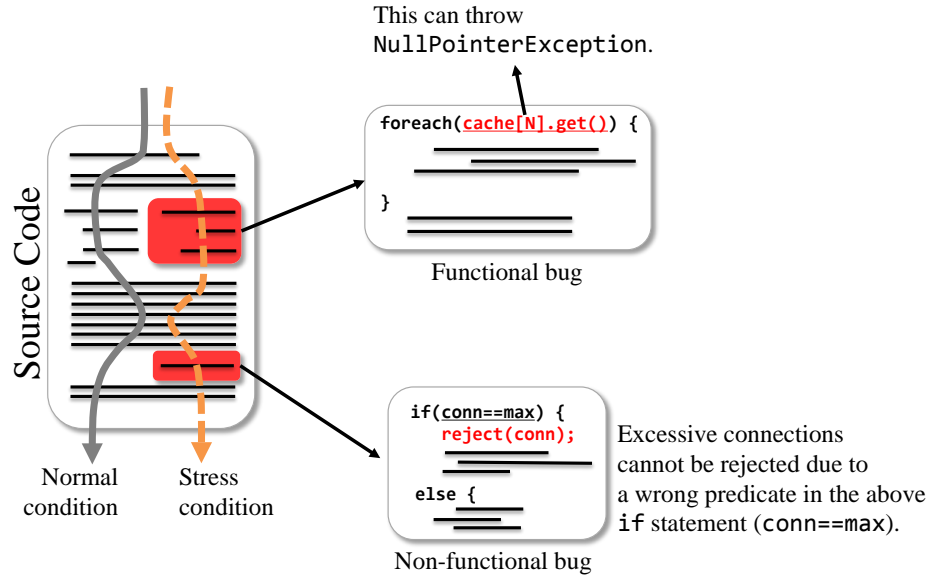 This can throw
NullPointerException.
foreach(cache[N].get()) {
}
Functional bug
Source Code
if(conn==max) {
reject(conn);
else {
Non-functional bug
Excessive connections
cannot be rejected due to
a wrong predicate in the above
if statement (conn==max).
Normal
condition
Stress
condition